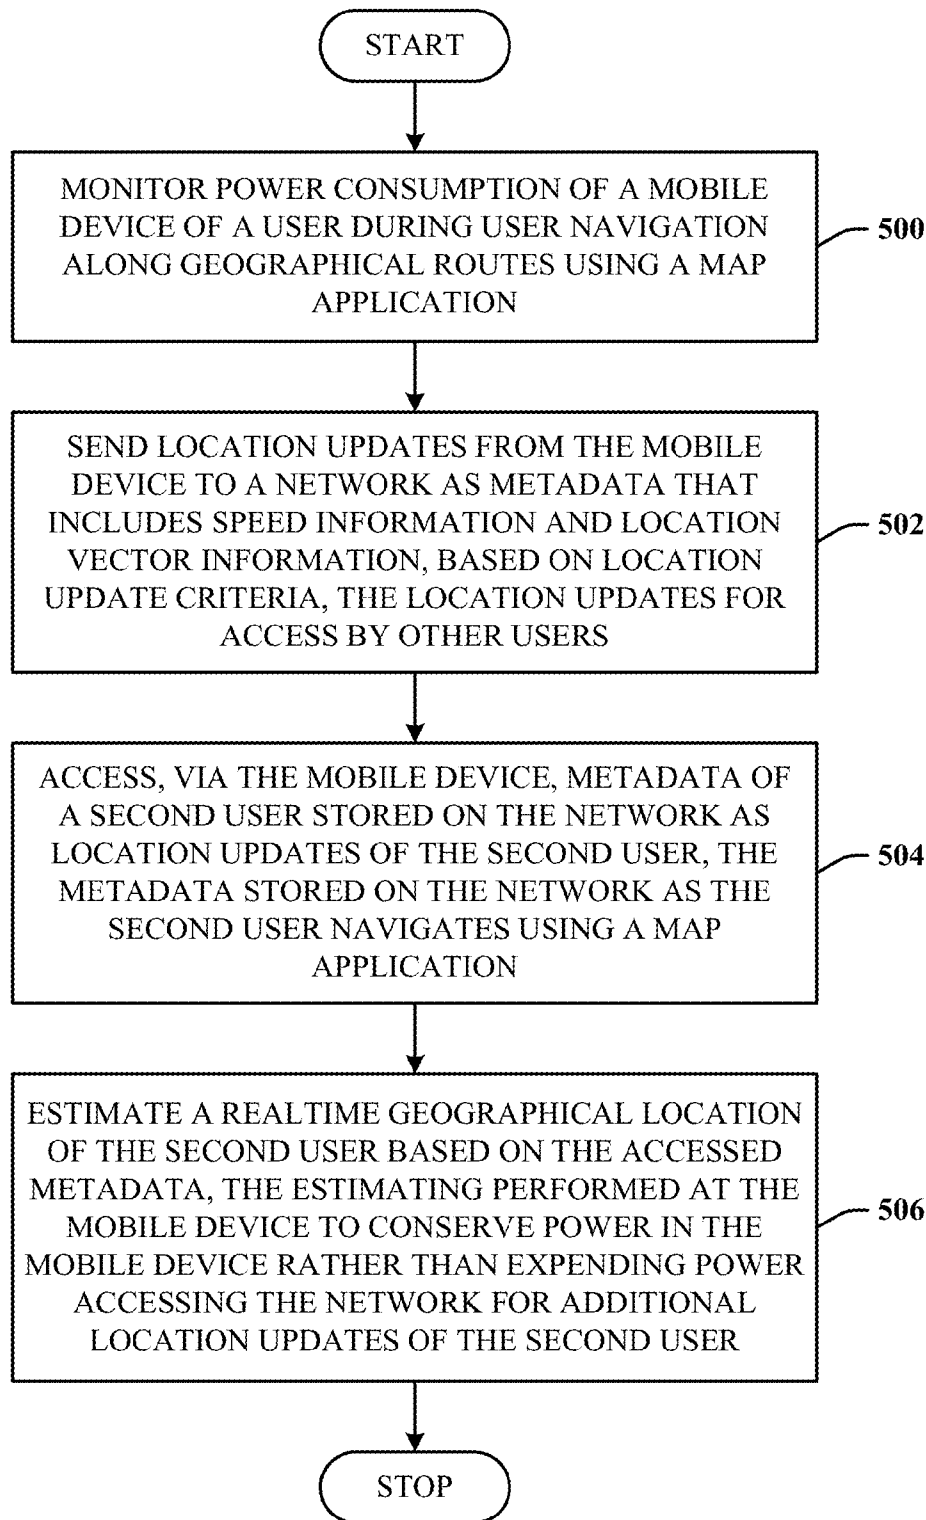 START
MONITOR POWER CONSUMPTION OF A MOBILE
DEVICE OF A USER DURING USER NAVIGATION
ALONG GEOGRAPHICAL ROUTES USING A MAP
APPLICATION
500
SEND LOCATION UPDATES FROM THE MOBILE
DEVICE TO A NETWORK AS METADATA THAT
INCLUDES SPEED INFORMATION AND LOCATION
VECTOR INFORMATION, BASED ON LOCATION
UPDATE CRITERIA, THE LOCATION UPDATES FOR
ACCESS BY OTHER USERS
502
ACCESS, VIA THE MOBILE DEVICE, METADATA OF
A SECOND USER STORED ON THE NETWORK AS
LOCATION UPDATES OF THE SECOND USER, THE
METADATA STORED ON THE NETWORK AS THE
SECOND USER NAVIGATES USING A MAP
APPLICATION
504
ESTIMATE A REALTIME GEOGRAPHICAL LOCATION
OF THE SECOND USER BASED ON THE ACCESSED
METADATA, THE ESTIMATING PERFORMED AT THE
MOBILE DEVICE TO CONSERVE POWER IN THE
MOBILE DEVICE RATHER THAN EXPENDING POWER
ACCESSING THE NETWORK FOR ADDITIONAL
LOCATION UPDATES OF THE SECOND USER
506
STOP